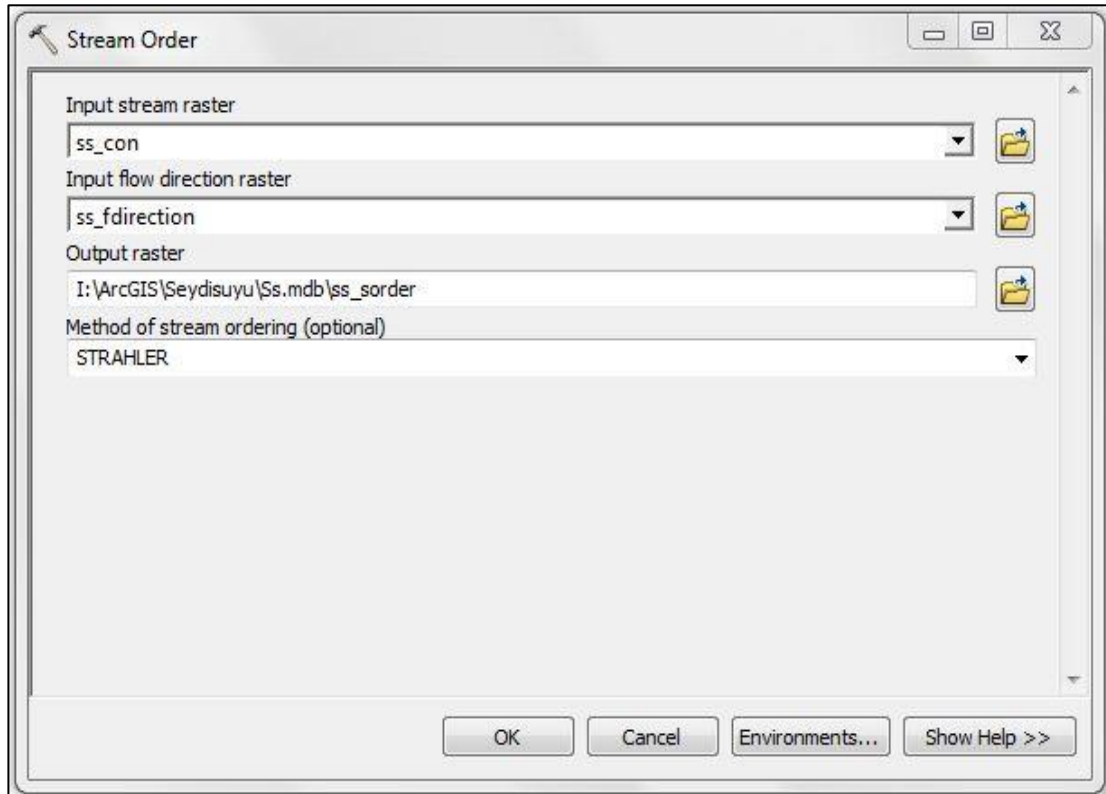 Stream Order
Input stream raster
ss_con
Input flow direction raster
ss_fdirection
Output raster
I:\ArcGIS\Seydisuyu\Ss.mdb\ss_sorder
Method of stream ordering (optional)
STRAHLER
OK Cancel Environments... Show Help >>